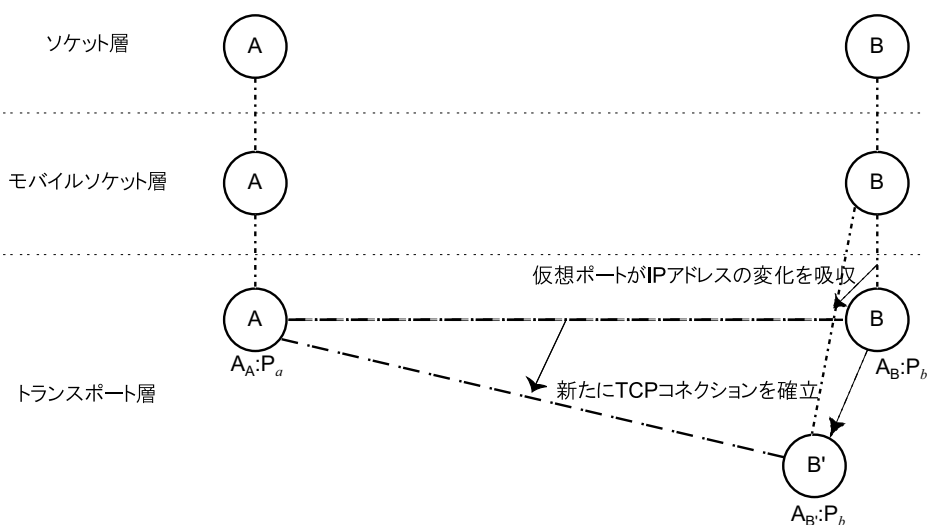 ソケット層
A
B
モバイルソケット層
A
B
仮想ポートがIPアドレスの変化を吸収
A
B
A_A:P_a
A_B:P_b
トランスポート層
新たにTCPコネクションを確立
B'
A_B':P_b